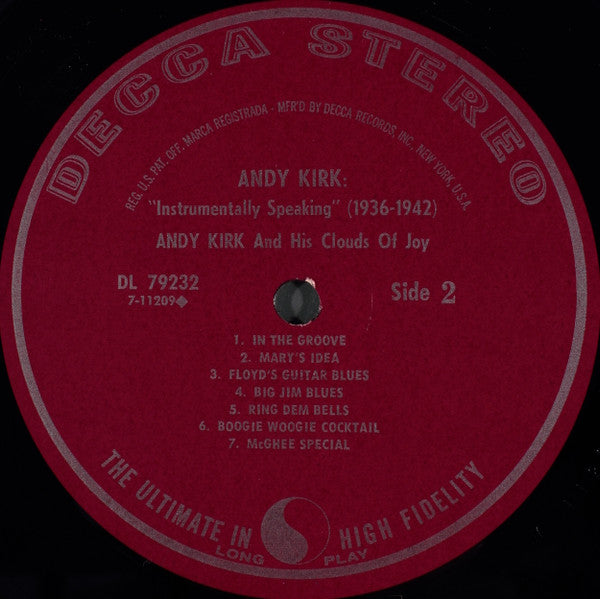 DECCA STEREO
REG. U.S. PAT. OFF. MARCA REGISTRADA - MFR'D BY DECCA RECORDS, INC., NEW YORK, U.S.A.
ANDY KIRK:
"Instrumentally Speaking" (1936-1942)
ANDY KIRK And His Clouds Of Joy
DL 79232
7-11209◆
Side 2
1. IN THE GROOVE
2. MARY'S IDEA
3. FLOYD'S GUITAR BLUES
4. BIG JIM BLUES
5. RING DEM BELLS
6. BOOGIE WOOGIE COCKTAIL
7. McGHEE SPECIAL
THE ULTIMATE IN HIGH FIDELITY
LONG PLAY